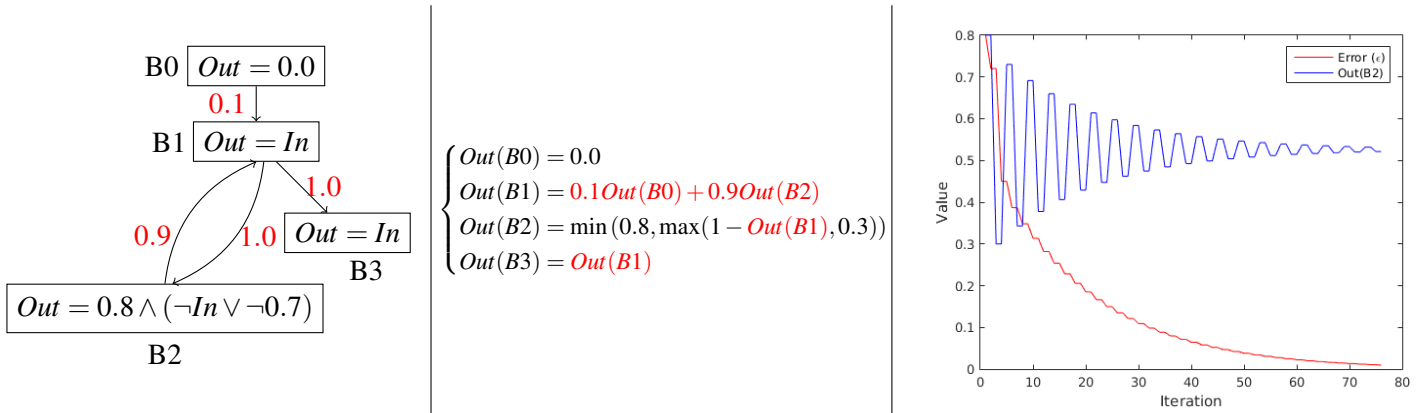 B0 Out = 0.0
0.1
B1 Out = In
1.0
0.9
1.0
Out = In
B3
Out = 0.8 ∧ (¬In ∨ ¬0.7)
B2
Out(B0) = 0.0
Out(B1) = 0.1Out(B0) + 0.9Out(B2)
Out(B2) = min (0.8, max(1 − Out(B1), 0.3))
Out(B3) = Out(B1)
0.8
0.7
0.6
0.5
0.4
0.3
0.2
0.1
0
Value
Error (ϵ)
Out(B2)
0 10 20 30 40 50 60 70 80
Iteration